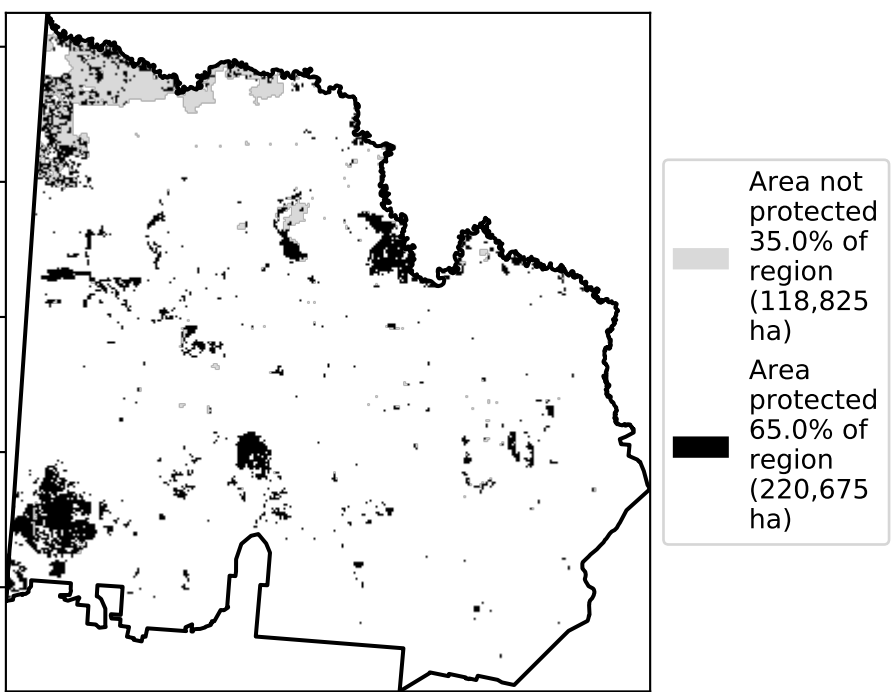 Area not
protected
35.0% of
region
(118,825
ha)
Area
protected
65.0% of
region
(220,675
ha)